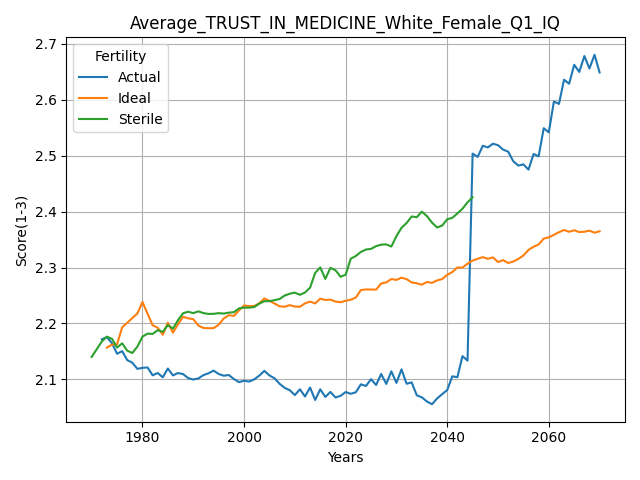 Average_TRUST_IN_MEDICINE_White_Female_Q1_IQ
Fertility
Actual
Ideal
Sterile
Score(1-3)
2.7
2.6
2.5
2.4
2.3
2.2
2.1
1980
2000
2020
2040
2060
Years